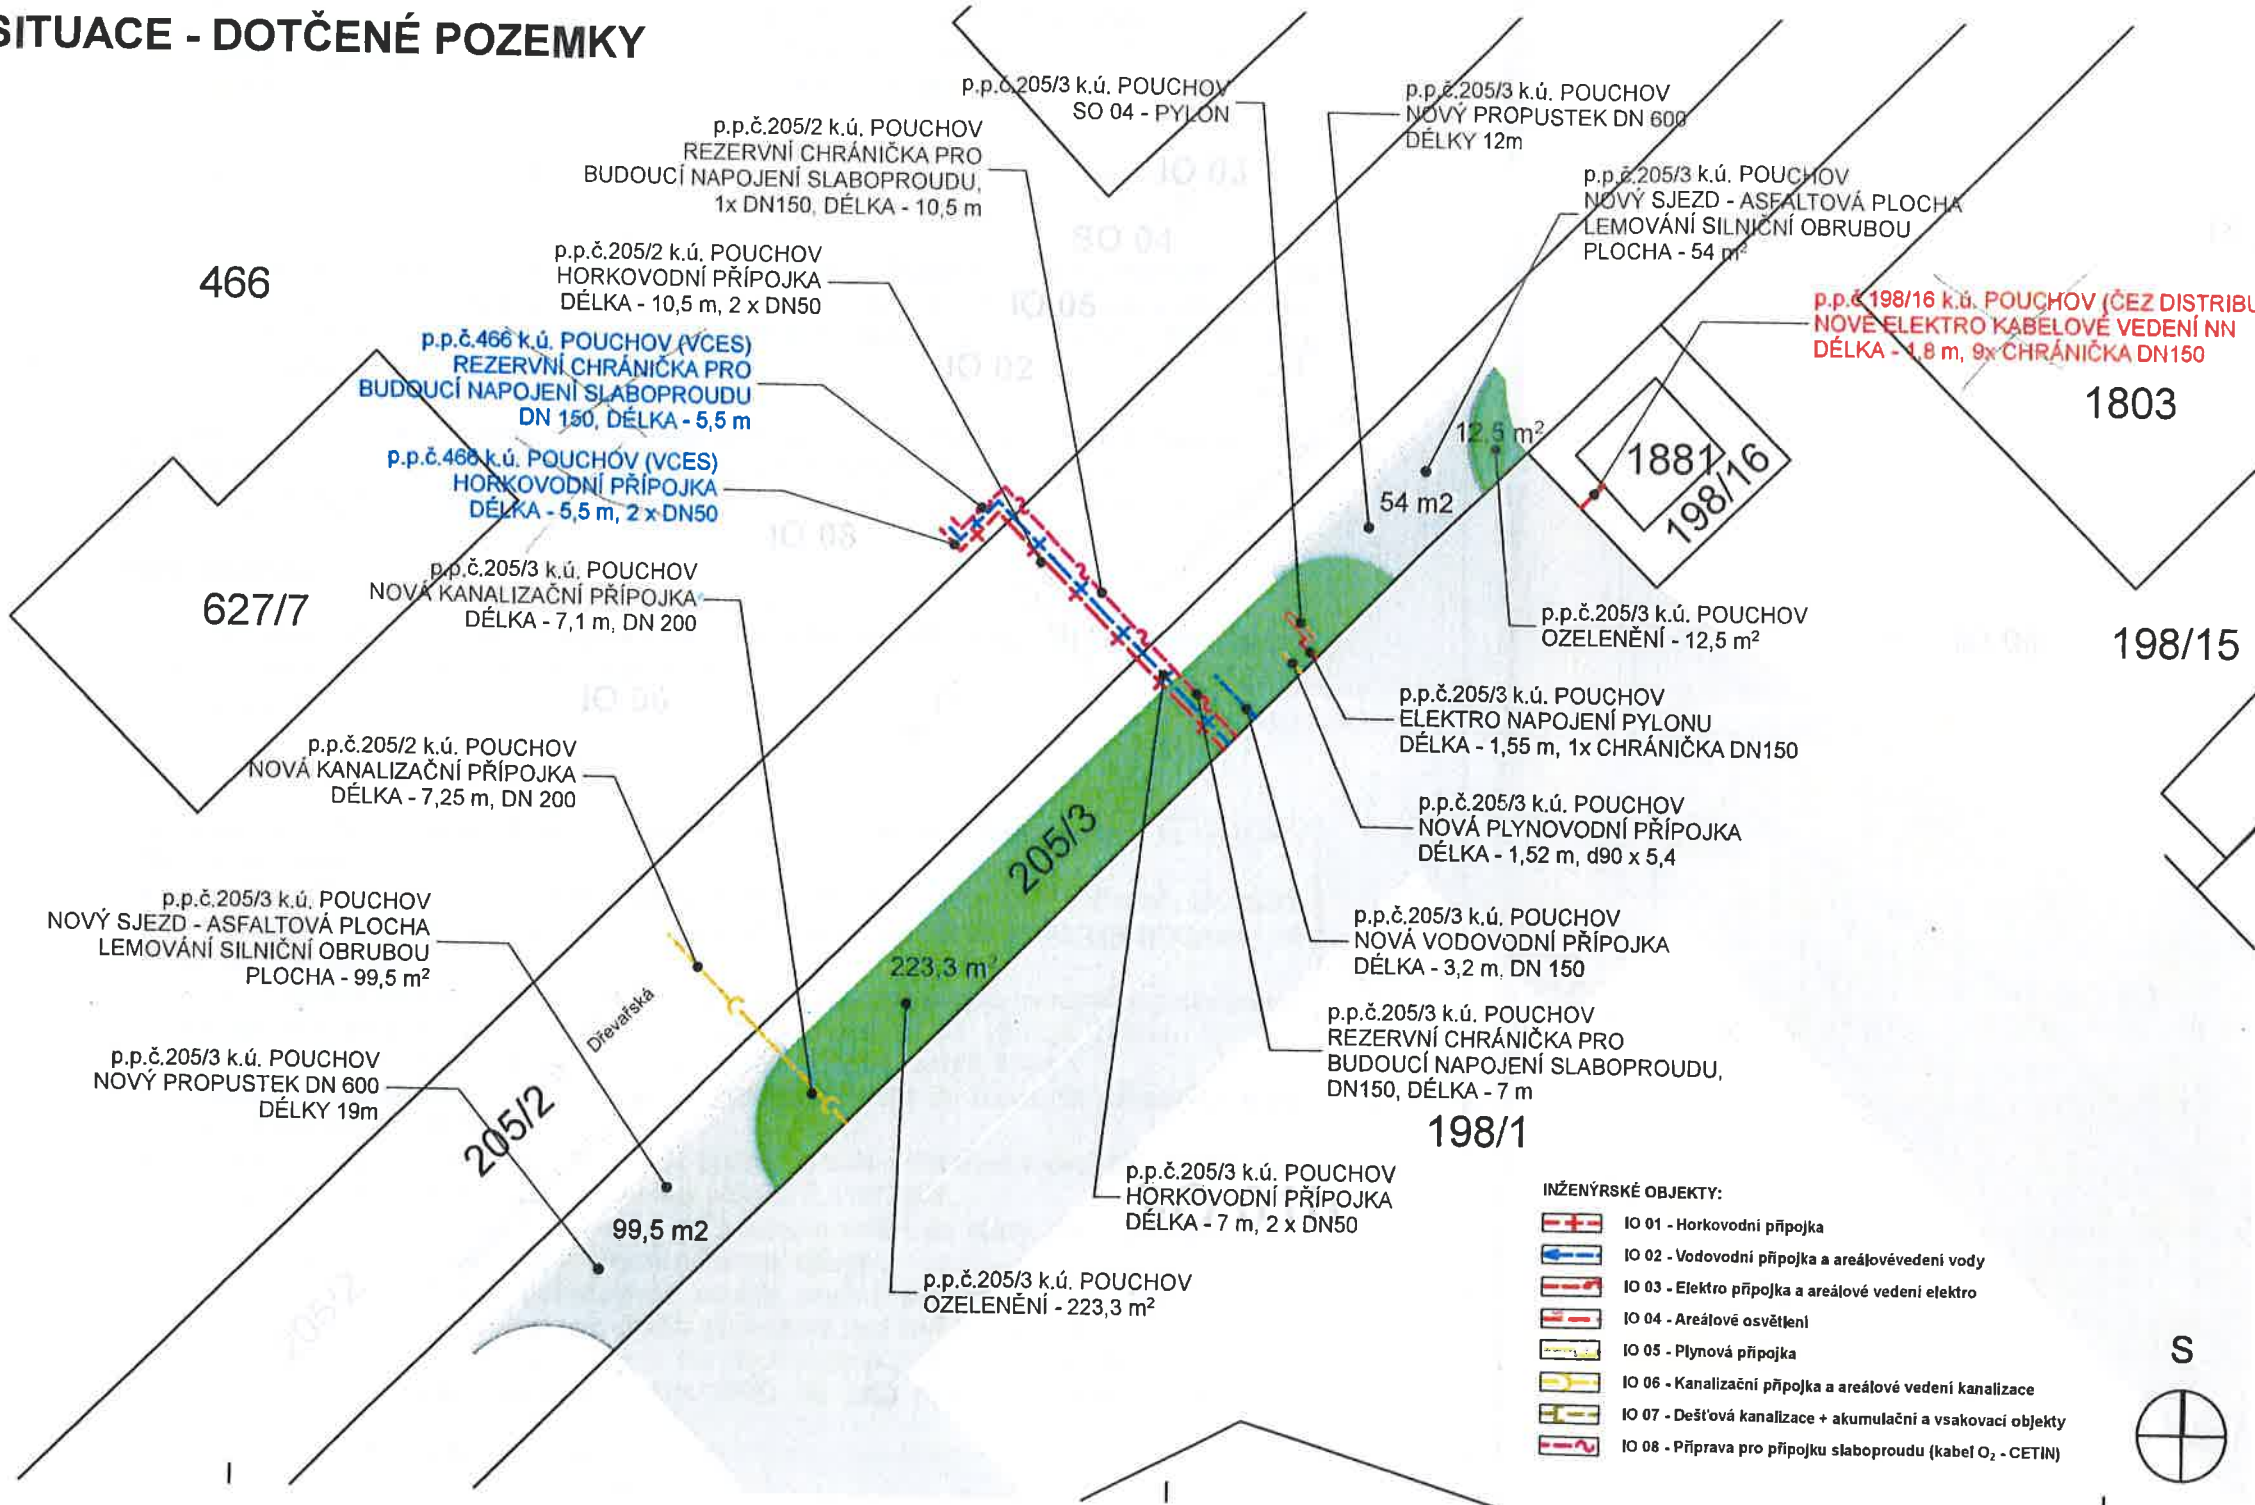 SITUACE - DOTČENÉ POZEMKY
p.p.č.205/3 k.ú. POUCHOV
SO 04 - PYLON
p.p.č.205/3 k.ú. POUCHOV
NOVÝ PROPUSTEK DN 600
DÉLKY 12m
p.p.č.205/2 k.ú. POUCHOV
REZERVNÍ CHRÁNIČKA PRO
BUDOUCÍ NAPOJENÍ SLABOPROUDU,
1x DN150, DÉLKA - 10,5 m
p.p.č.205/3 k.ú. POUCHOV
NOVÝ SJEZD - ASFALTOVÁ PLOCHA
LEMOVÁNÍ SILNIČNÍ OBRUBOU
PLOCHA - 54 m²
466
p.p.č.205/2 k.ú. POUCHOV
HORKOVODNÍ PŘÍPOJKA
DÉLKA - 10,5 m, 2 x DN50
p.p.č.198/16 k.ú. POUCHOV (ČEZ DISTRIBU
NOVÉ ELEKTRO KABELOVÉ VEDENÍ NN
DÉLKA - 1,8 m, 9x CHRÁNIČKA DN150
p.p.č.466 k.ú. POUCHOV (VCES)
REZERVNÍ CHRÁNIČKA PRO
BUDOUCÍ NAPOJENÍ SLABOPROUDU
DN 150, DÉLKA - 5,5 m
1803
12,5 m²
1881
198/16
54 m2
p.p.č.466 k.ú. POUCHOV (VCES)
HORKOVODNÍ PŘÍPOJKA
DÉLKA - 5,5 m, 2 x DN50
p.p.č.205/3 k.ú. POUCHOV
NOVÁ KANALIZAČNÍ PŘÍPOJKA
DÉLKA - 7,1 m, DN 200
627/7
p.p.č.205/3 k.ú. POUCHOV
OZELENĚNÍ - 12,5 m²
198/15
p.p.č.205/3 k.ú. POUCHOV
ELEKTRO NAPOJENÍ PYLONU
DÉLKA - 1,55 m, 1x CHRÁNIČKA DN150
p.p.č.205/2 k.ú. POUCHOV
NOVÁ KANALIZAČNÍ PŘÍPOJKA
DÉLKA - 7,25 m, DN 200
p.p.č.205/3 k.ú. POUCHOV
NOVÁ PLYNOVODNÍ PŘÍPOJKA
DÉLKA - 1,52 m, d90 x 5,4
205/3
p.p.č.205/3 k.ú. POUCHOV
NOVÝ SJEZD - ASFALTOVÁ PLOCHA
LEMOVÁNÍ SILNIČNÍ OBRUBOU
PLOCHA - 99,5 m²
p.p.č.205/3 k.ú. POUCHOV
NOVÁ VODOVODNÍ PŘÍPOJKA
DÉLKA - 3,2 m, DN 150
223,3 m²
Dřevařská
p.p.č.205/3 k.ú. POUCHOV
REZERVNÍ CHRÁNIČKA PRO
BUDOUCÍ NAPOJENÍ SLABOPROUDU,
DN150, DÉLKA - 7 m
p.p.č.205/3 k.ú. POUCHOV
NOVÝ PROPUSTEK DN 600
DÉLKY 19m
205/2
198/1
p.p.č.205/3 k.ú. POUCHOV
HORKOVODNÍ PŘÍPOJKA
DÉLKA - 7 m, 2 x DN50
99,5 m2
p.p.č.205/3 k.ú. POUCHOV
OZELENĚNÍ - 223,3 m²
INŽENÝRSKÉ OBJEKTY:
IO 01 - Horkovodní přípojka
IO 02 - Vodovodní přípojka a areálovévedení vody
IO 03 - Elektro přípojka a areálové vedení elektro
IO 04 - Areálové osvětlení
IO 05 - Plynová přípojka
IO 06 - Kanalizační přípojka a areálové vedení kanalizace
IO 07 - Dešťová kanalizace + akumulační a vsakovací objekty
IO 08 - Příprava pro přípojku slaboproudu (kabel O₂ - CETIN)
S